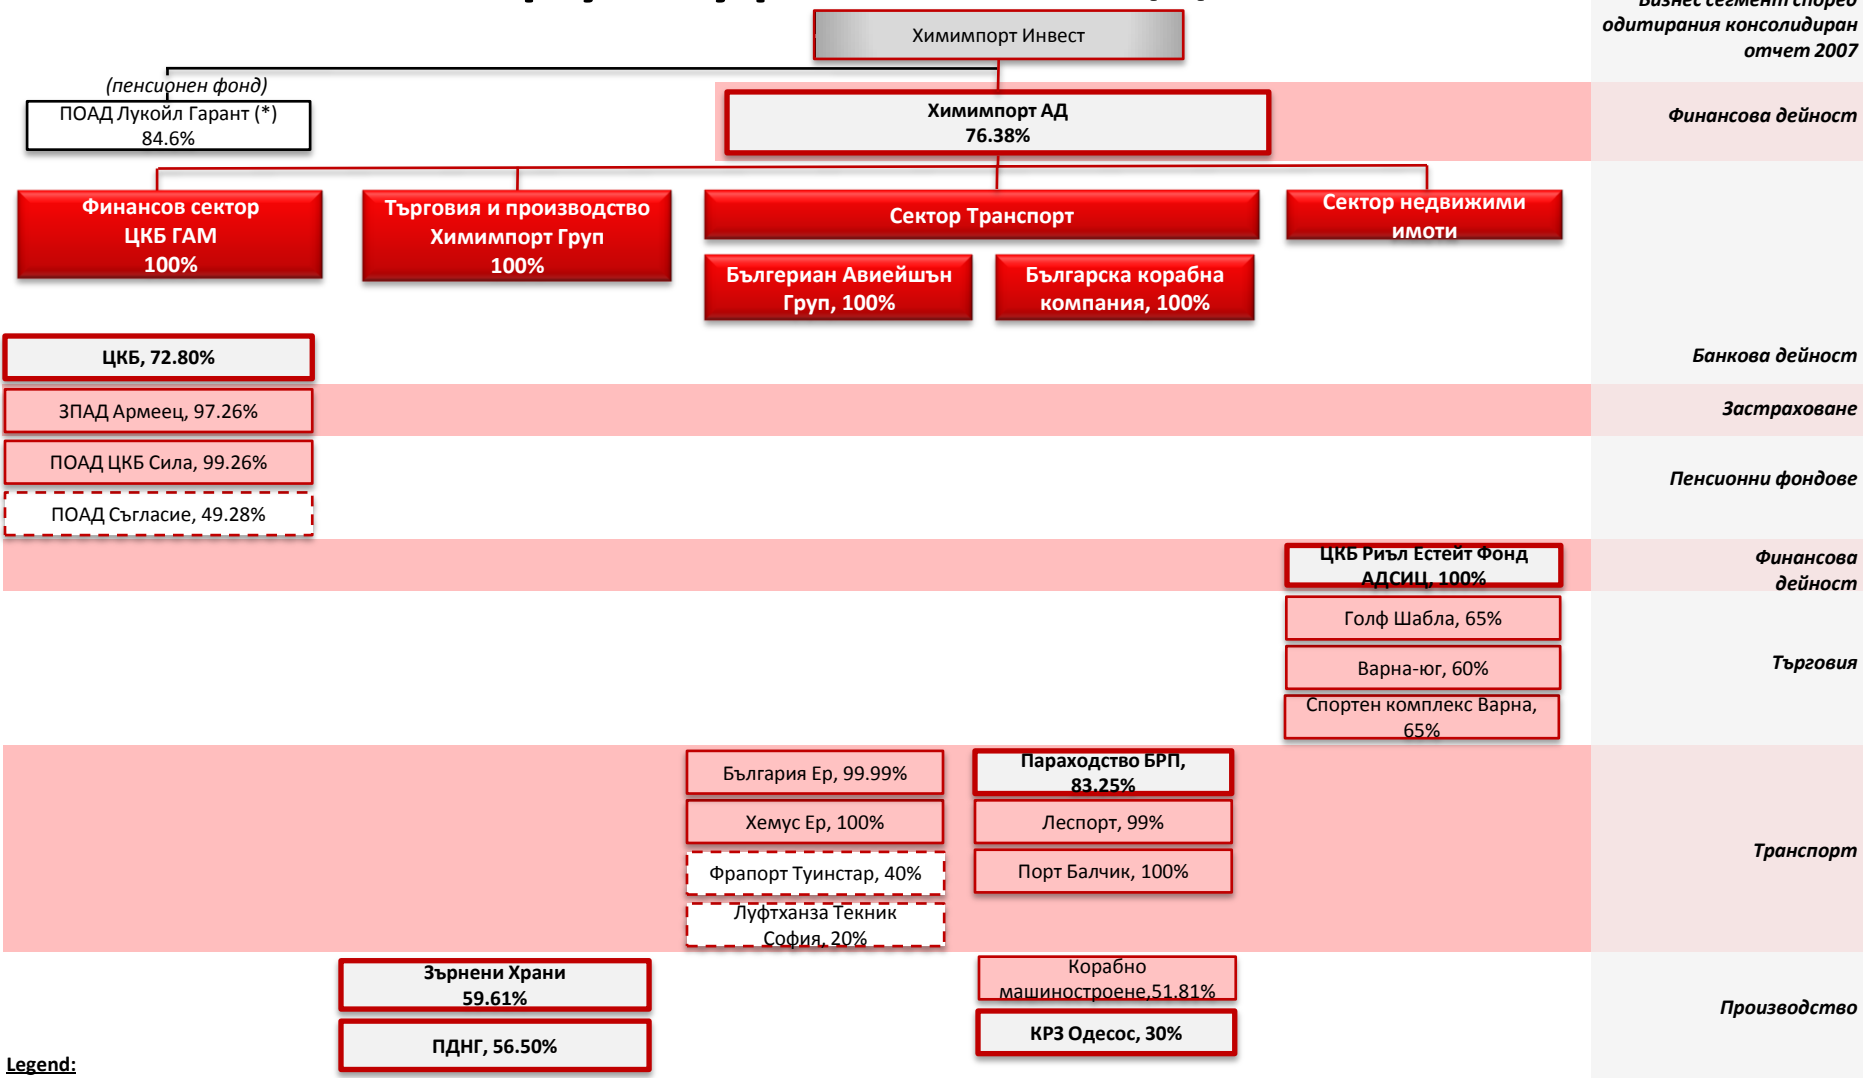 Бизнес сегмент според
одитирания консолидиран
отчет 2007
Химимпорт Инвест
(пенсионен фонд)
ПОАД Лукойл Гарант (*)
84.6%
Химимпорт АД
76.38%
Финансова дейност
Финансов сектор
ЦКБ ГАМ
100%
Търговия и производство
Химимпорт Груп
100%
Сектор Транспорт
Сектор недвижими
имоти
Бългериан Авиейшън
Груп, 100%
Българска корабна
компания, 100%
ЦКБ, 72.80%
Банкова дейност
ЗПАД Армеец, 97.26%
Застраховане
ПОАД ЦКБ Сила, 99.26%
Пенсионни фондове
ПОАД Съгласие, 49.28%
ЦКБ Риъл Естейт Фонд
АДСИЦ, 100%
Финансова
дейност
Голф Шабла, 65%
Варна-юг, 60%
Търговия
Спортен комплекс Варна,
65%
България Ер, 99.99%
Параходство БРП,
83.25%
Хемус Ер, 100%
Леспорт, 99%
Транспорт
Фрапорт Туинстар, 40%
Порт Балчик, 100%
Луфтханза Текник
София, 20%
Зърнени Храни
59.61%
Корабно
машиностроене,51.81%
Производство
ПДНГ, 56.50%
КРЗ Одесос, 30%
Legend: